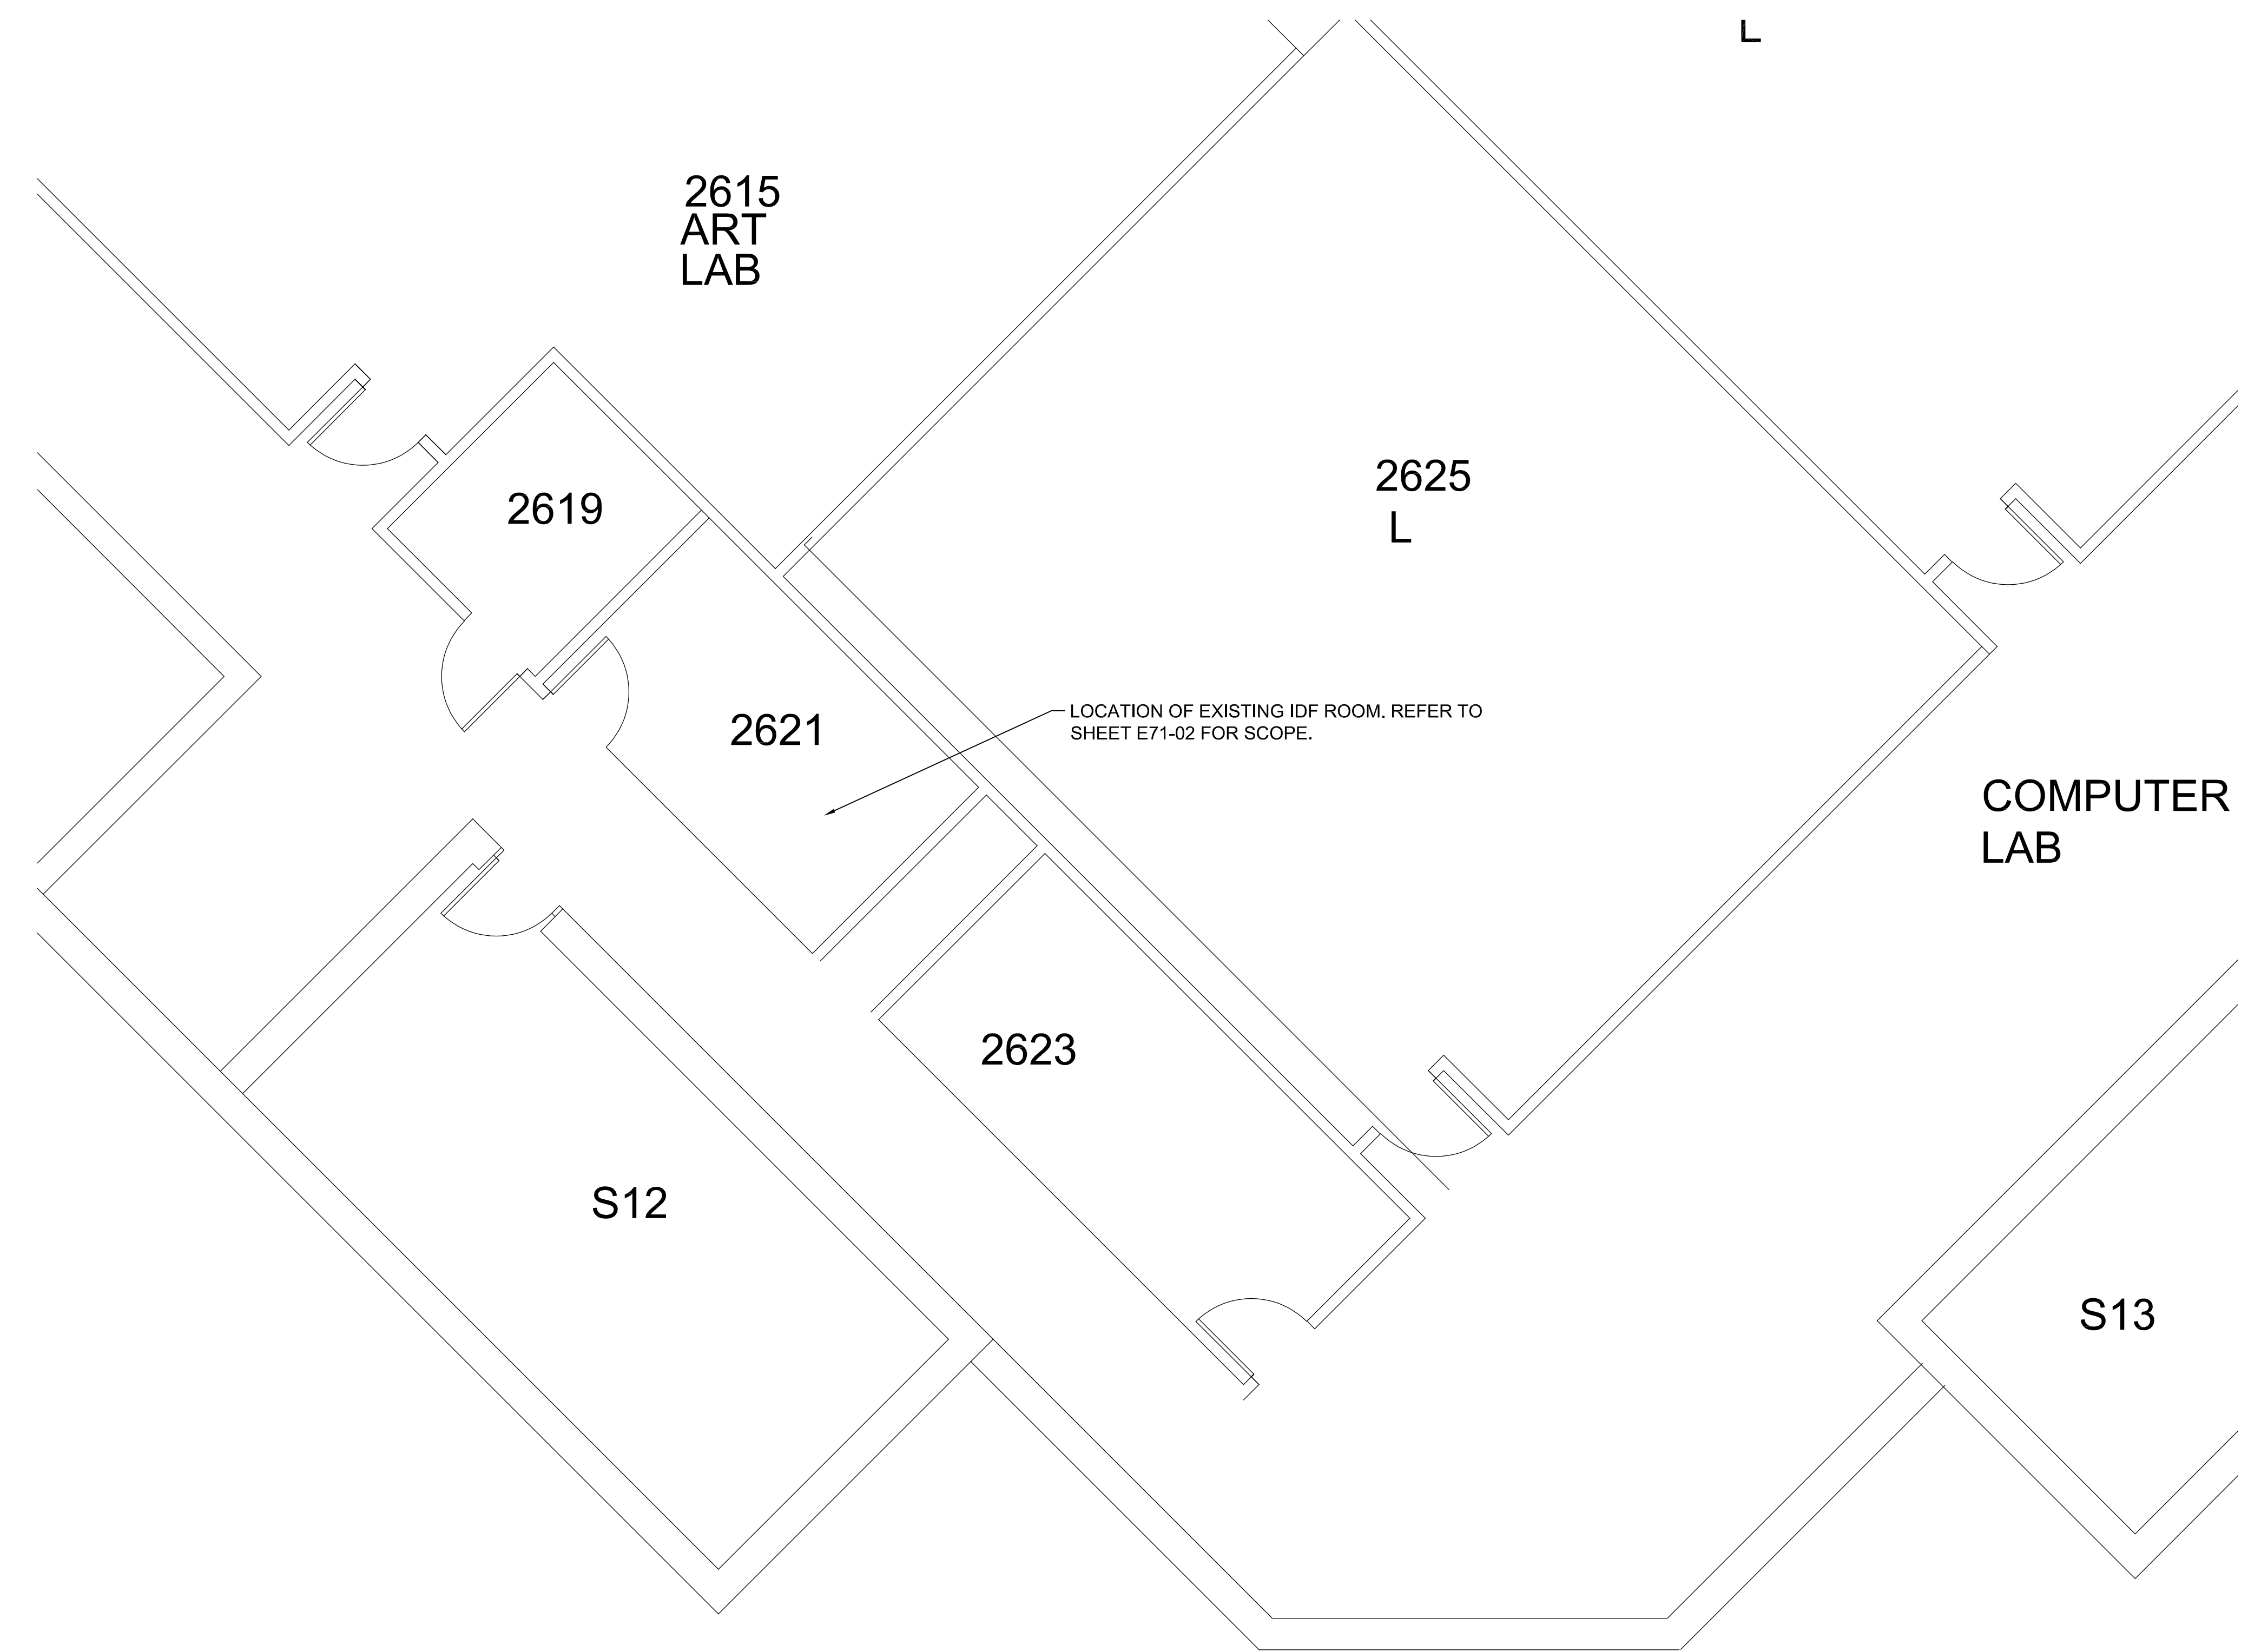 L
2615
ART
LAB
2625
L
2619
2621
LOCATION OF EXISTING IDF ROOM. REFER TO
SHEET E71-02 FOR SCOPE.
COMPUTER
LAB
2623
S12
S13